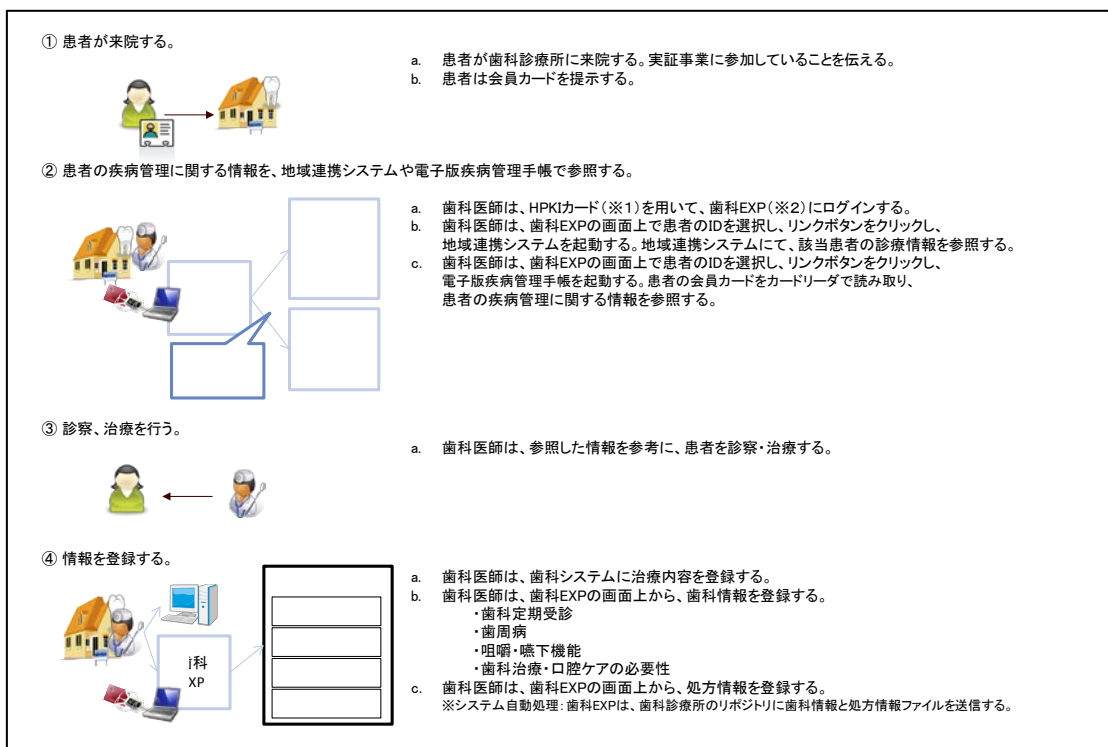 ① 患者が来院する。
a. 患者が歯科診療所に来院する。実証事業に参加していることを伝える。
b. 患者は会員カードを提示する。
② 患者の疾病管理に関する情報を、地域連携システムや電子版疾病管理手帳で参照する。
a. 歯科医師は、HPKIカード(※1)を用いて、歯科EXP(※2)にログインする。
b. 歯科医師は、歯科EXPの画面上で患者のIDを選択し、リンクボタンをクリックし、
地域連携システムを起動する。地域連携システムにて、該当患者の診療情報を参照する。
c. 歯科医師は、歯科EXPの画面上で患者のIDを選択し、リンクボタンをクリックし、
電子版疾病管理手帳を起動する。患者の会員カードをカードリーダで読み取り、
患者の疾病管理に関する情報を参照する。
③ 診察、治療を行う。
a. 歯科医師は、参照した情報を参考に、患者を診察・治療する。
④ 情報を登録する。
科
XP
a. 歯科医師は、歯科システムに治療内容を登録する。
b. 歯科医師は、歯科EXPの画面上から、歯科情報を登録する。
・歯科定期受診
・歯周病
・咀嚼・嚥下機能
・歯科治療・口腔ケアの必要性
c. 歯科医師は、歯科EXPの画面上から、処方情報を登録する。
※システム自動処理:歯科EXPは、歯科診療所のリポジトリに歯科情報と処方情報ファイルを送信する。